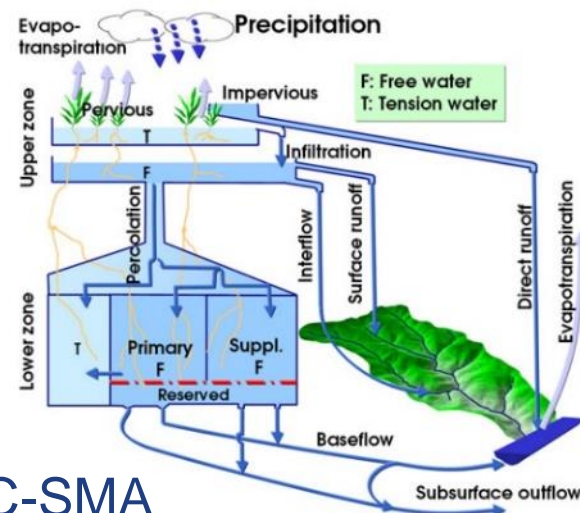 Evapo-
transpiration
Precipitation
Pervious
Impervious
F: Free water
T: Tension water
Upper zone
T
Infiltration
F
Percolation
Interflow
Surface runoff
Direct runoff
Evapotranspiration
Lower zone
T
Primary
F
Suppl.
F
Reserved
Baseflow
Subsurface outflow
C-SMA